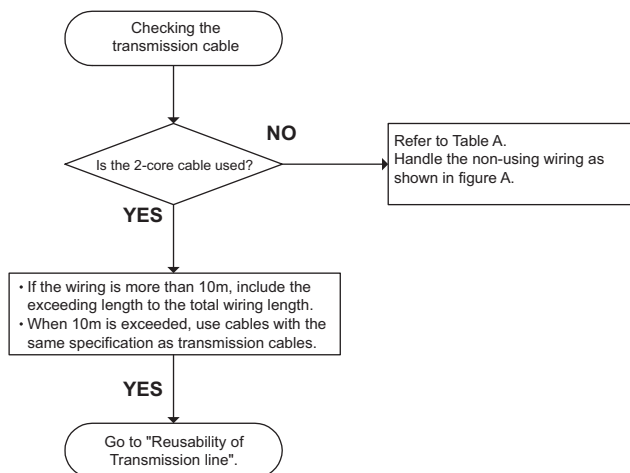 Checking the
transmission cable
Is the 2-core cable used?
NO
Refer to Table A.
Handle the non-using wiring as
shown in figure A.
YES
• If the wiring is more than 10m, include the
exceeding length to the total wiring length.
• When 10m is exceeded, use cables with the
same specification as transmission cables.
YES
Go to "Reusability of
Transmission line".